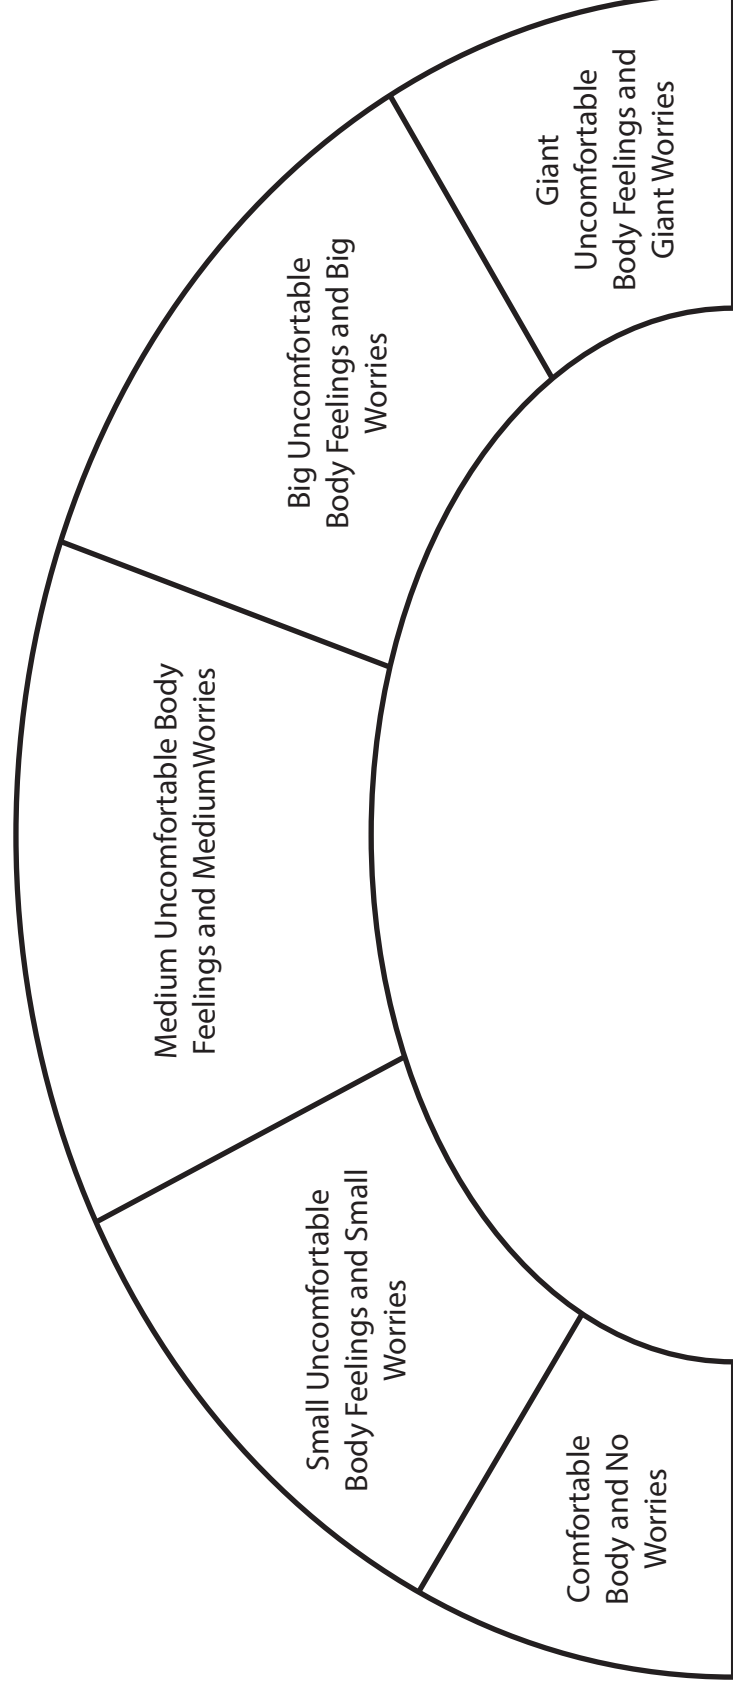 Comfortable
Body and No
Worries
Small Uncomfortable
Body Feelings and Small
Worries
Medium Uncomfortable Body
Feelings and MediumWorries
Big Uncomfortable
Body Feelings and Big
Worries
Giant
Uncomfortable
Body Feelings and
Giant Worries